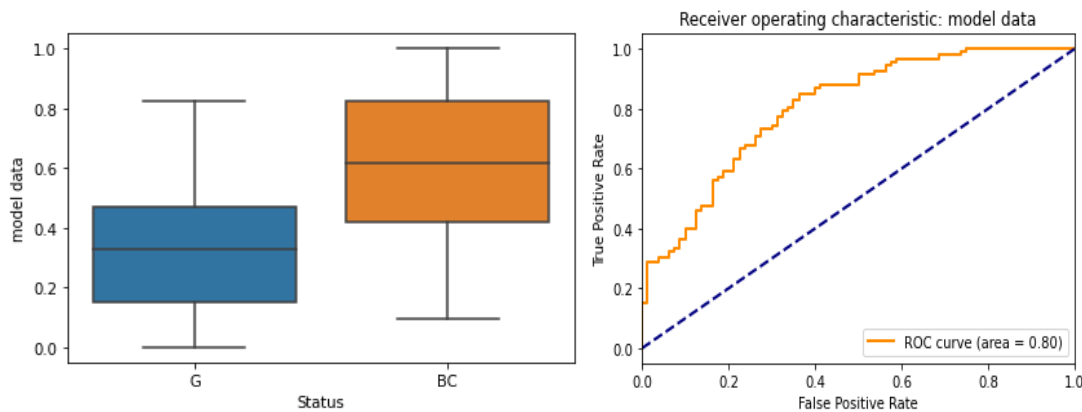 model data
1.0
0.8
0.6
0.4
0.2
0.0
G BC
Status
Receiver operating characteristic: model data
True Positive Rate
1.0
0.8
0.6
0.4
0.2
0.0
ROC curve (area = 0.80)
0.0 0.2 0.4 0.6 0.8 1.0
False Positive Rate